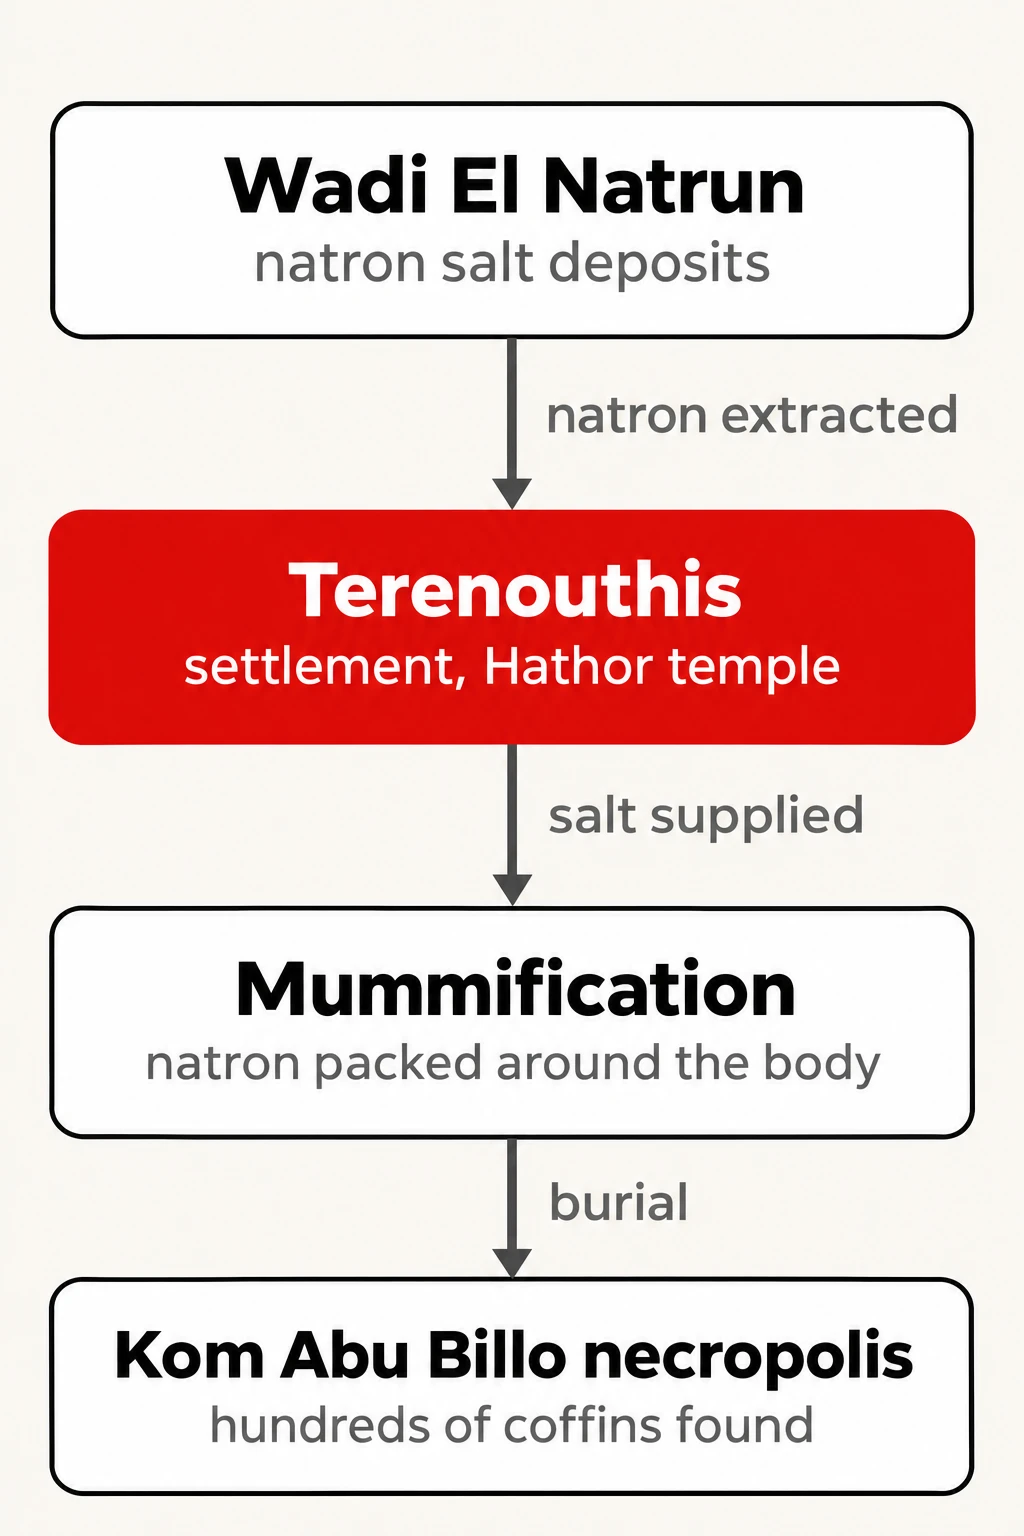 Wadi El Natrun
natron salt deposits
natron extracted
Terenouthis
settlement, Hathor temple
salt supplied
Mummification
natron packed around the body
burial
Kom Abu Billo necropolis
hundreds of coffins found